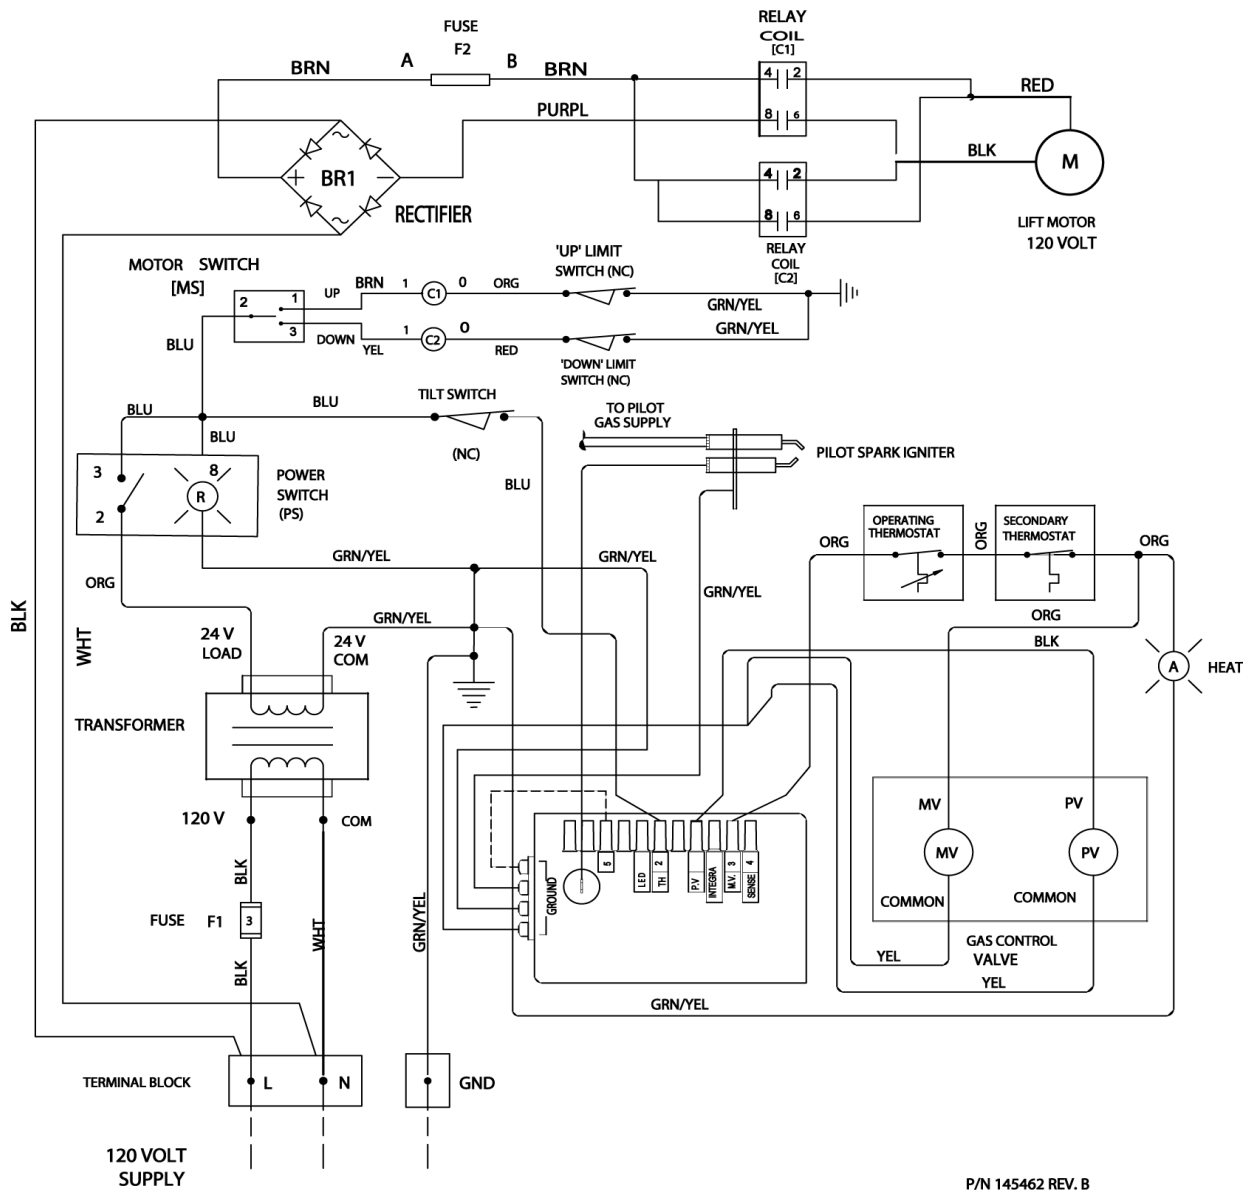 FUSE
F2
A
B
BRN
BRN
PURPL
RELAY
COIL
[C1]
4 2
8 6
RED
BLK
M
LIFT MOTOR
120 VOLT
4 2
8 6
RELAY
COIL
[C2]
BR1
+
−
~
~
RECTIFIER
MOTOR SWITCH
[MS]
2
1
3
UP
DOWN
BRN
YEL
1
C1
0
ORG
1
C2
0
RED
'UP' LIMIT
SWITCH (NC)
GRN/YEL
GRN/YEL
'DOWN' LIMIT
SWITCH (NC)
BLU
BLU
BLU
BLU
TILT SWITCH
(NC)
BLU
TO PILOT
GAS SUPPLY
PILOT SPARK IGNITER
3
2
8
R
POWER
SWITCH
(PS)
ORG
GRN/YEL
GRN/YEL
GRN/YEL
GRN/YEL
ORG
OPERATING
THERMOSTAT
ORG
SECONDARY
THERMOSTAT
ORG
ORG
BLK
A
HEAT
BLK
WHT
24 V
LOAD
24 V
COM
TRANSFORMER
120 V
COM
BLK
FUSE
F1
3
BLK
WHT
GRN/YEL
GROUND
5
LED
2
TH
P.V
INTEGRA
3
M.V.
4
SENSE
MV
PV
MV
PV
COMMON
COMMON
GAS CONTROL
VALVE
YEL
YEL
GRN/YEL
TERMINAL BLOCK
L
N
GND
120 VOLT
SUPPLY
P/N 145462 REV. B